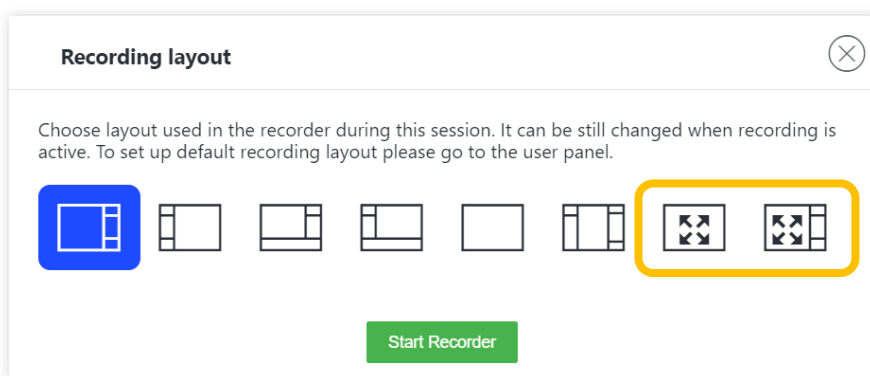 Recording layout
Choose layout used in the recorder during this session. It can be still changed when recording is
active. To set up default recording layout please go to the user panel.
Start Recorder